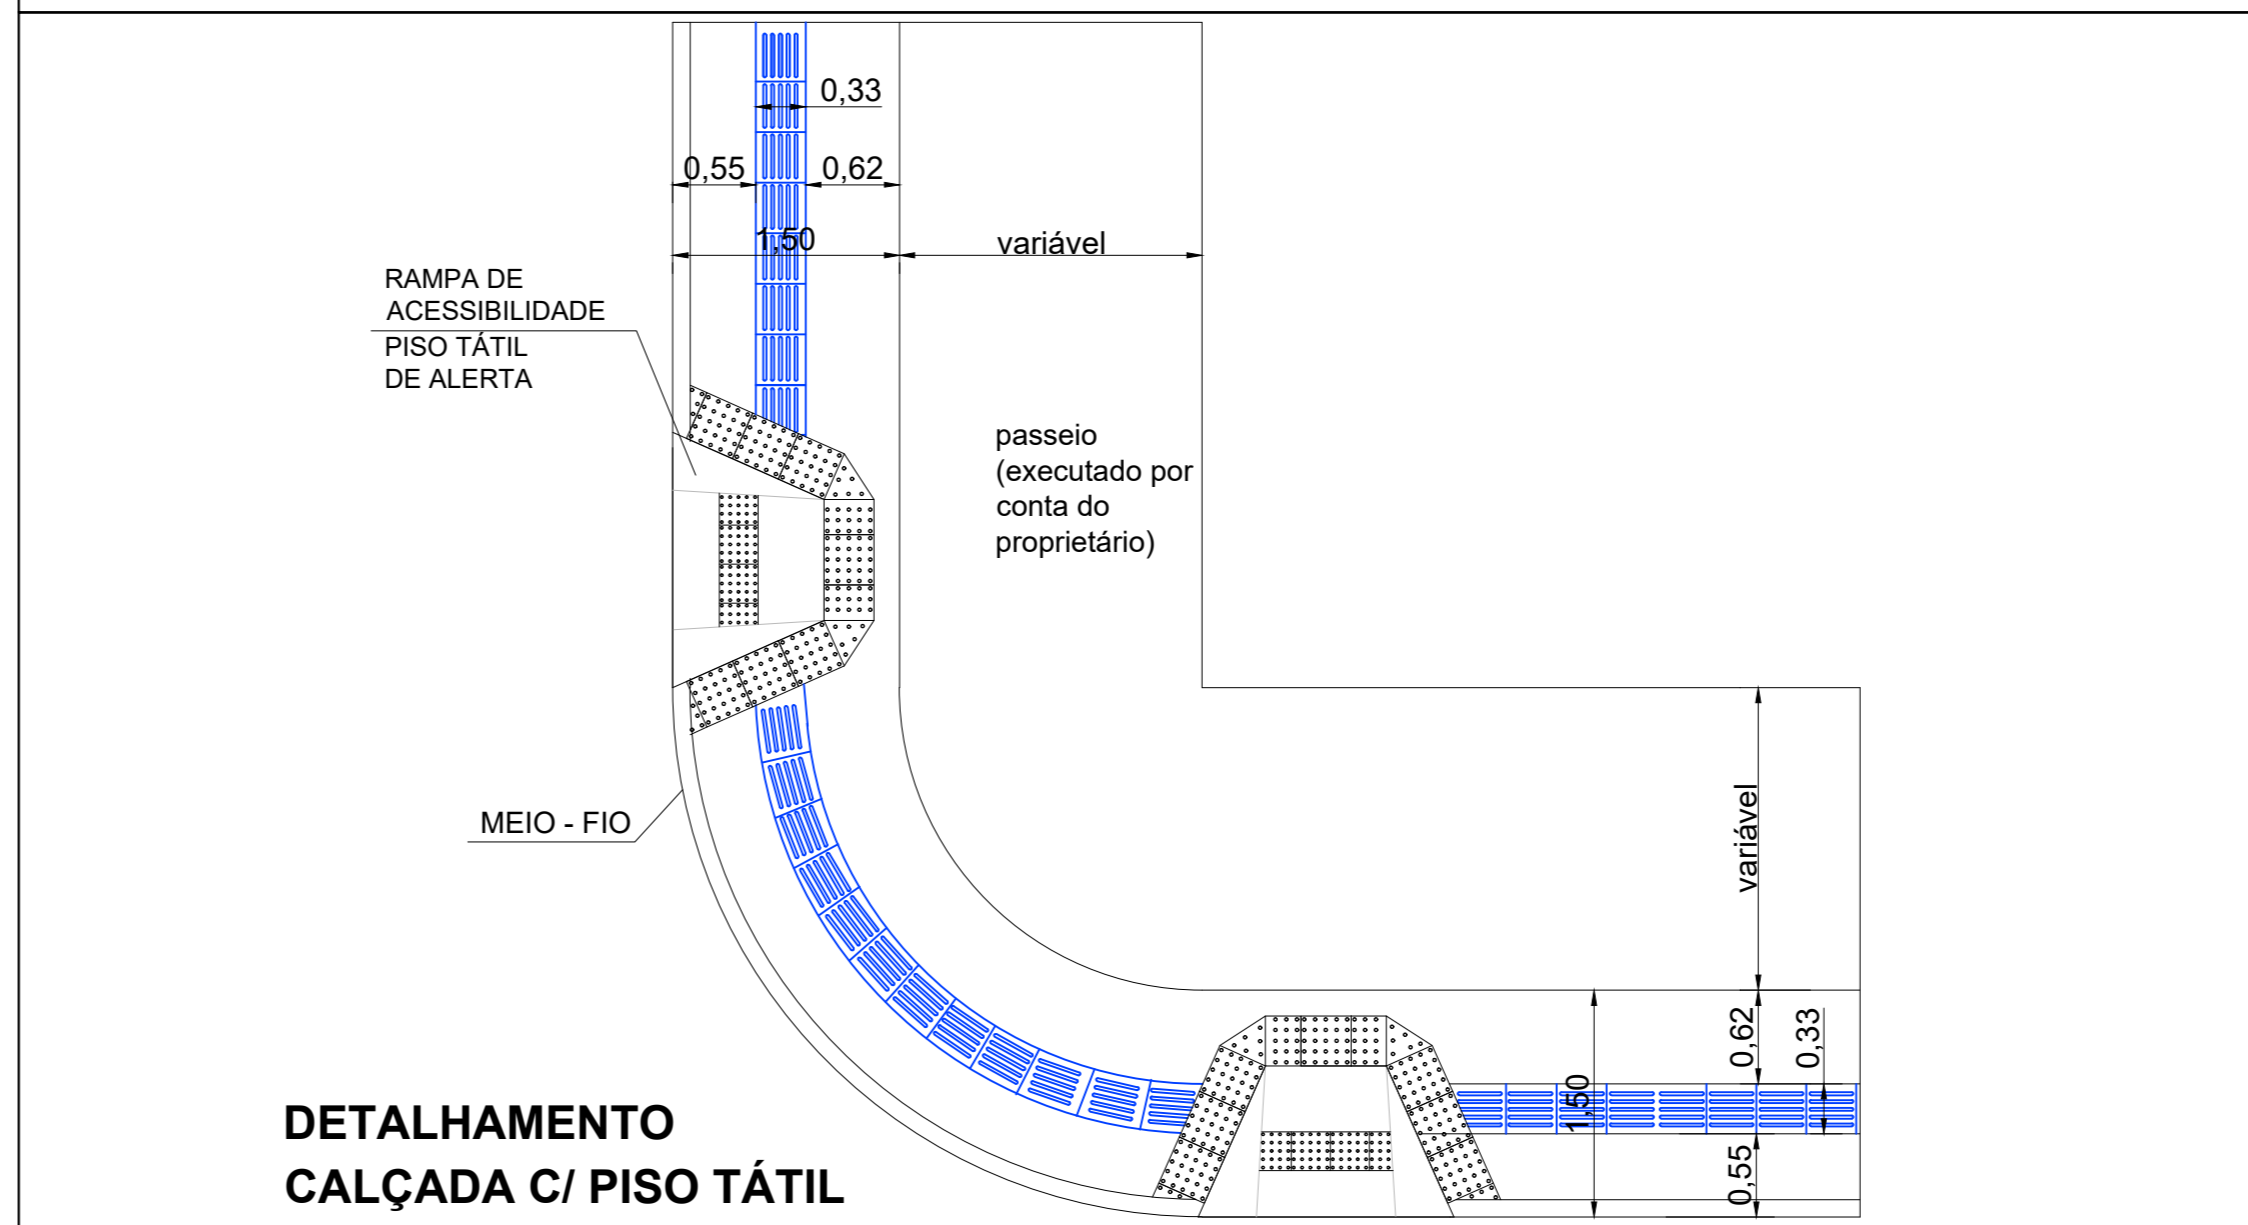 0,33
0,55
0,62
1,50
variável
RAMPA DE
ACESSIBILIDADE
PISO TÁTIL
DE ALERTA
passeio
(executado por
conta do
proprietário)
MEIO - FIO
variável
0,62
0,33
1,50
0,55
DETALHAMENTO
CALÇADA C/ PISO TÁTIL